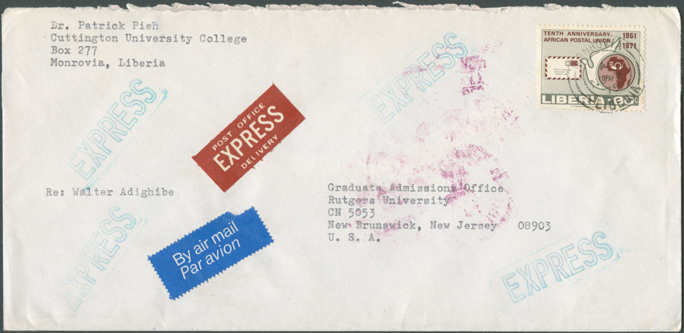 Dr. Patrick Pieh
Cuttington University College
Box 277
Monrovia, Liberia
TENTH ANNIVERSARY
AFRICAN POSTAL UNION
1961
1971
LIBERIA
EXPRESS
EXPRESS
POST OFFICE
EXPRESS
DELIVERY
Re: Walter Adighibe
Graduate Admissions Office
Rutgers University
CN 5053
New Brunswick, New Jersey 08903
U. S. A.
EXPRESS
By air mail
Par avion
EXPRESS